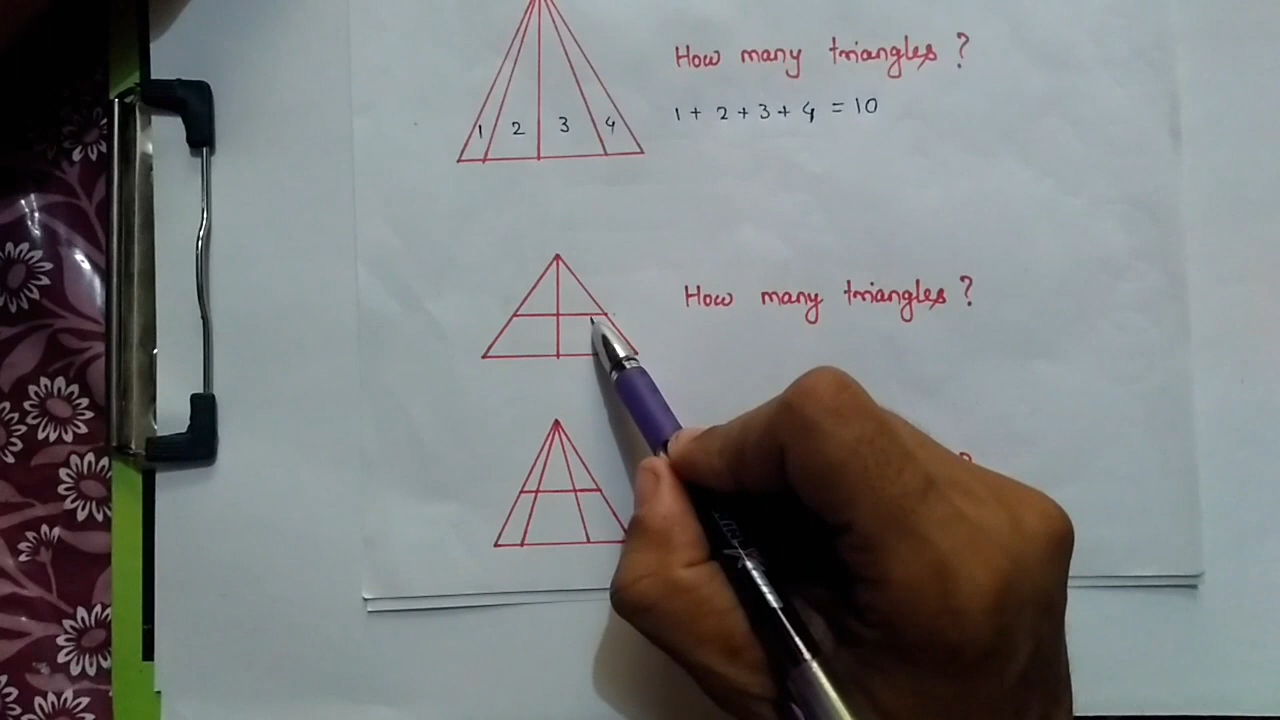 How many triangles?
1 2 3 4
1 + 2 + 3 + 4 = 10
How many triangles?